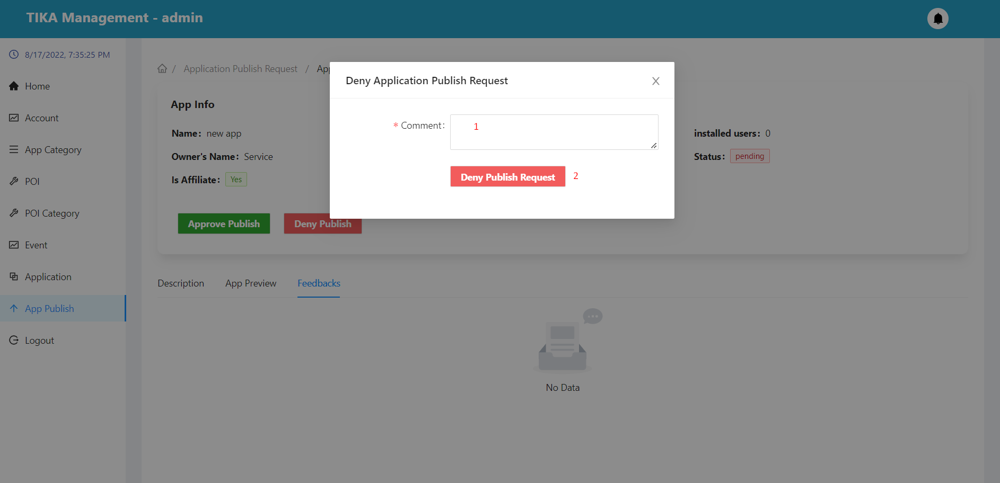 TIKA Management - admin
8/17/2022, 7:35:25 PM
Home
Account
App Category
POI
POI Category
Event
Application
App Publish
Logout
/ Application Publish Request / App
App Info
Name: new app
Owner's Name: Service
Is Affiliate: Yes
installed users: 0
Status: pending
Approve Publish
Deny Publish
Deny Application Publish Request
* Comment: 1
Deny Publish Request 2
Description App Preview Feedbacks
No Data